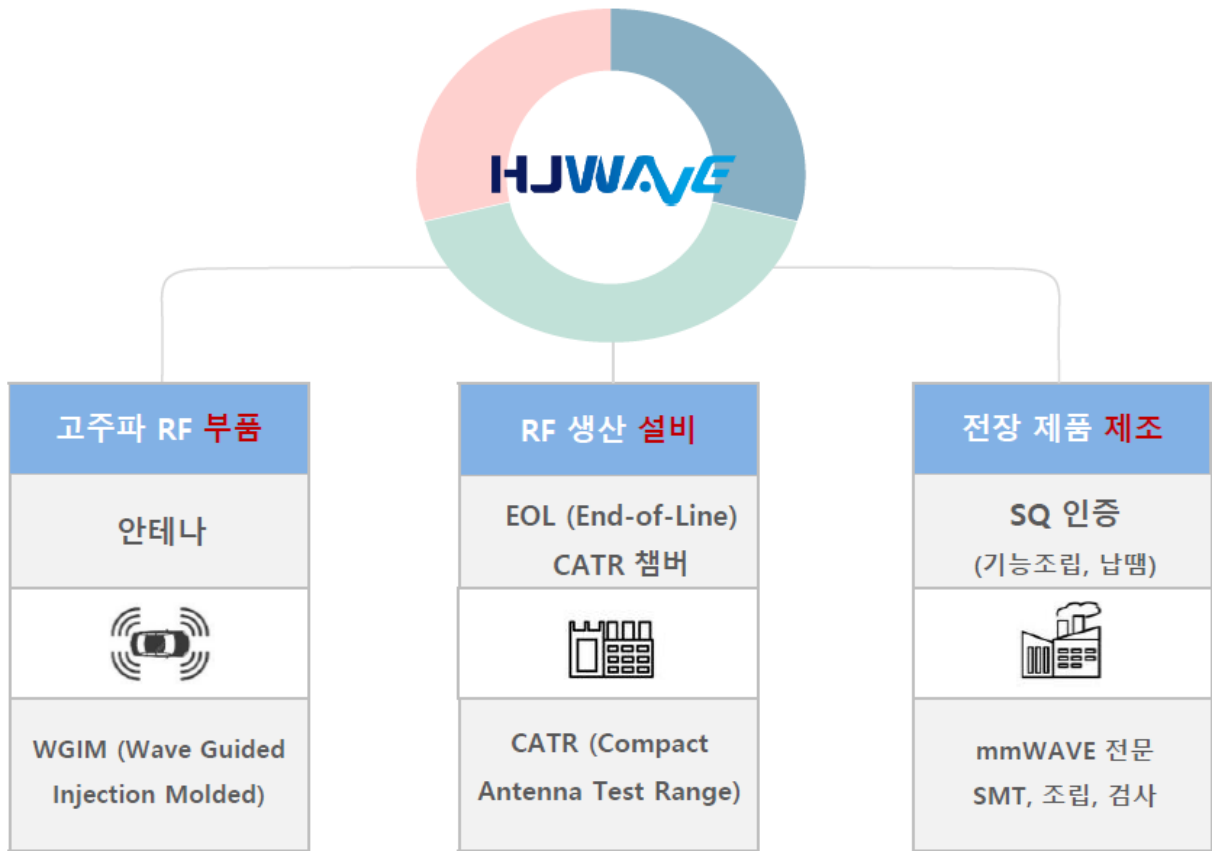 HJWAVE
고주파 RF 부품
안테나
WGIM (Wave Guided
Injection Molded)
RF 생산 설비
EOL (End-of-Line)
CATR 챔버
CATR (Compact
Antenna Test Range)
전장 제품 제조
SQ 인증
(기능조립, 납땜)
mmWAVE 전문
SMT, 조립, 검사